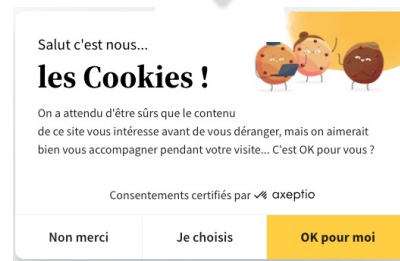 Salut c'est nous...
les Cookies !
On a attendu d'être sûrs que le contenu
de ce site vous intéresse avant de vous déranger, mais on aimerait
bien vous accompagner pendant votre visite... C'est OK pour vous ?
Consentements certifiés par axeptio
Non merci Je choisis OK pour moi